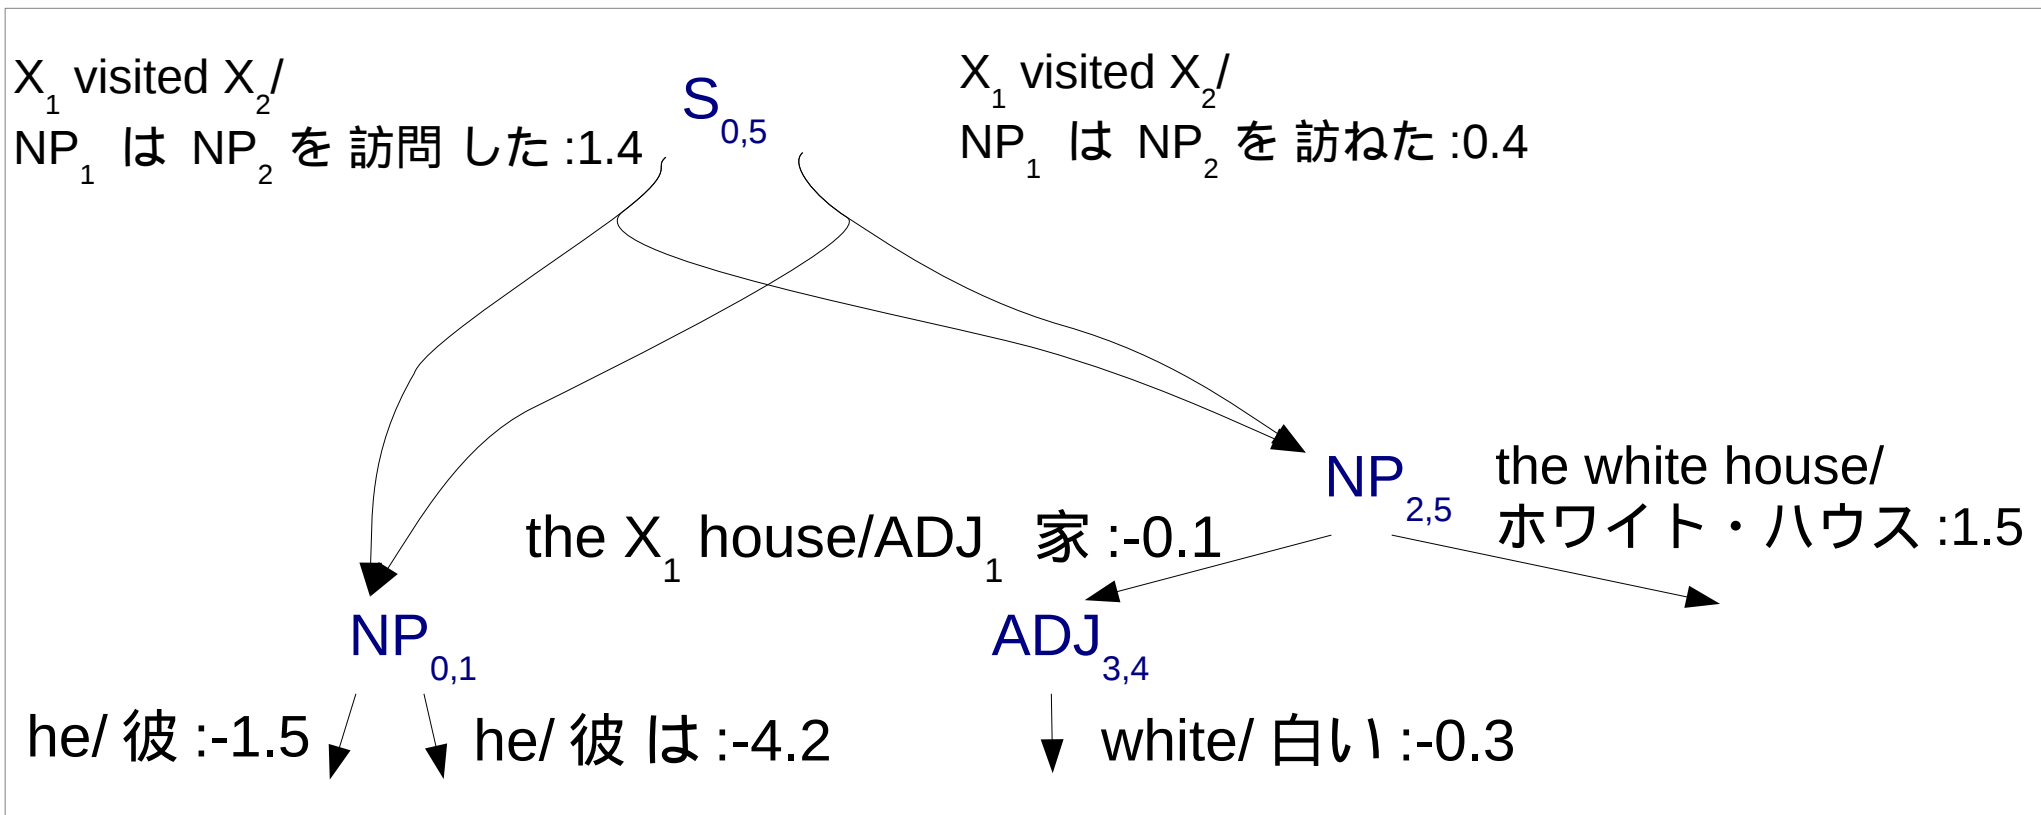 X1 visited X2/
NP1 は NP2 を 訪問 した :1.4
S0,5
X1 visited X2/
NP1 は NP2 を 訪ねた :0.4
NP2,5
the white house/
ホワイト・ハウス :1.5
the X1 house/ADJ1 家 :-0.1
NP0,1
ADJ3,4
he/ 彼 :-1.5
he/ 彼 は :-4.2
white/ 白い :-0.3